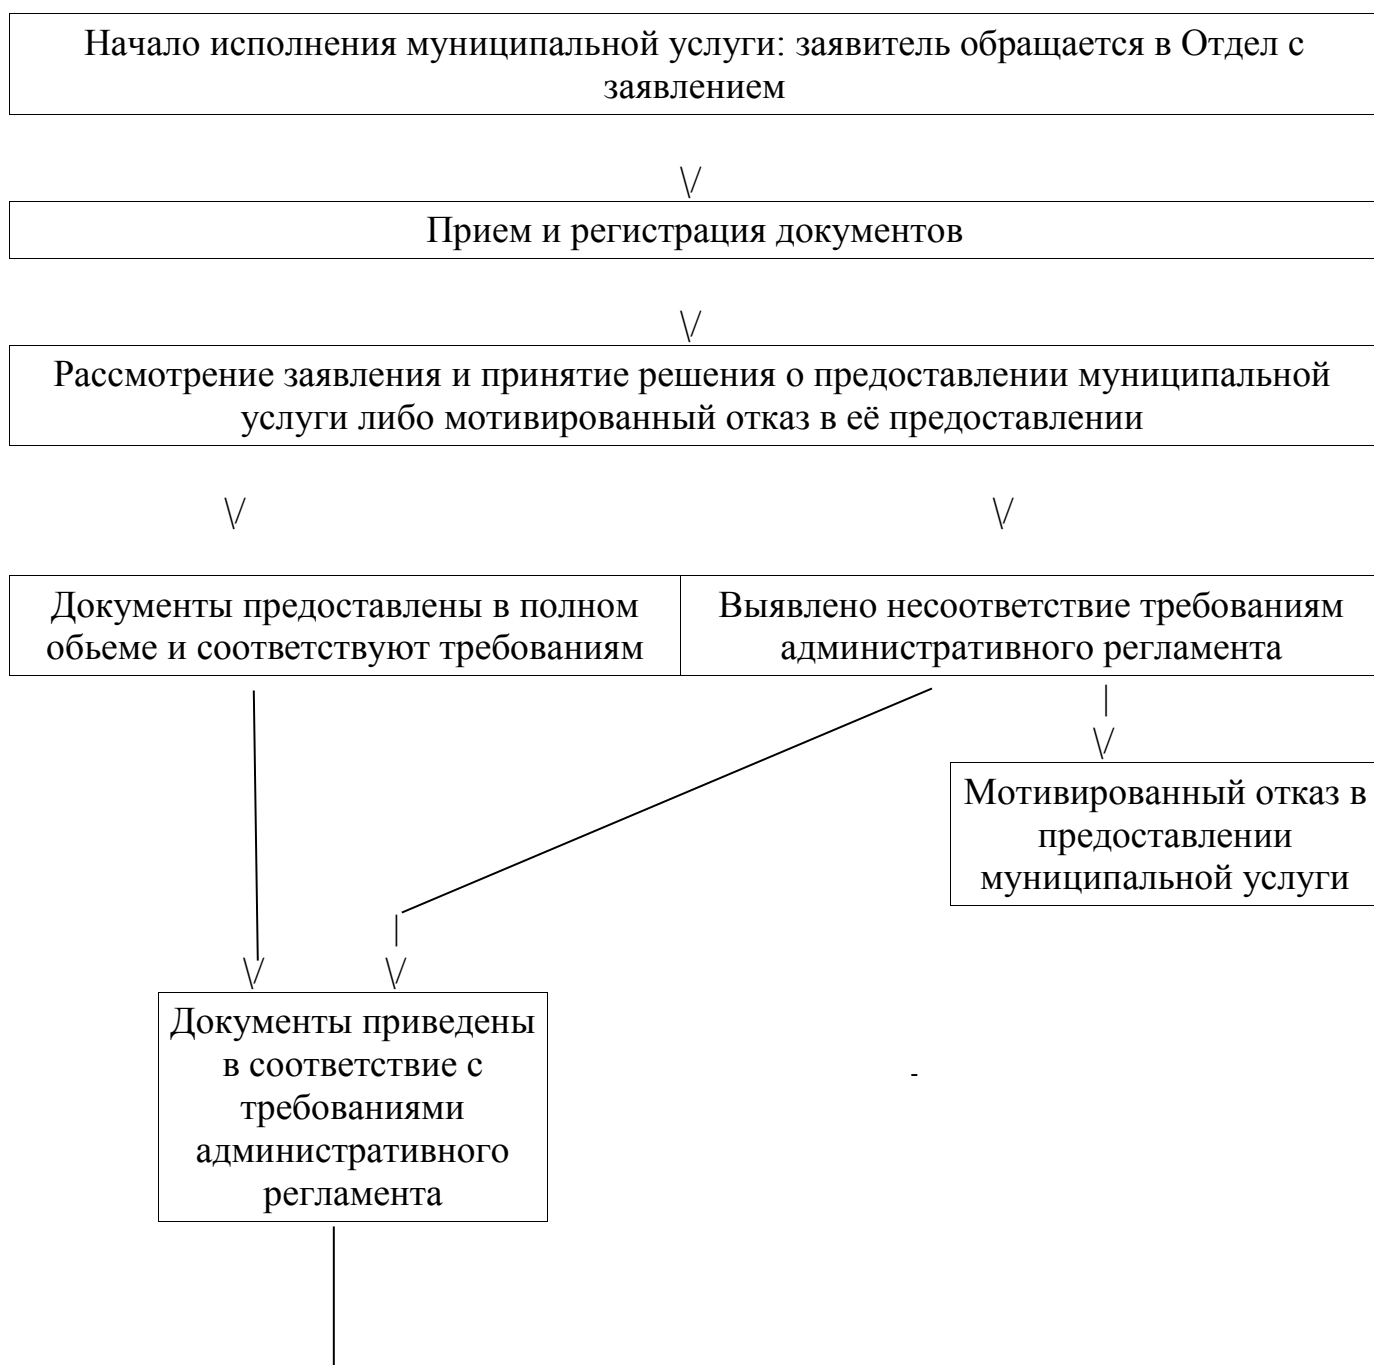 Начало исполнения муниципальной услуги: заявитель обращается в Отдел с
заявлением
\/
Прием и регистрация документов
\/
Рассмотрение заявления и принятие решения о предоставлении муниципальной
услуги либо мотивированный отказ в её предоставлении
\/
\/
Документы предоставлены в полном
обьеме и соответствуют требованиям
Выявлено несоответствие требованиям
административного регламента
|
\/
Мотивированный отказ в
предоставлении
муниципальной услуги
|
\/
\/
Документы приведены
в соответствие с
требованиями
административного
регламента
-